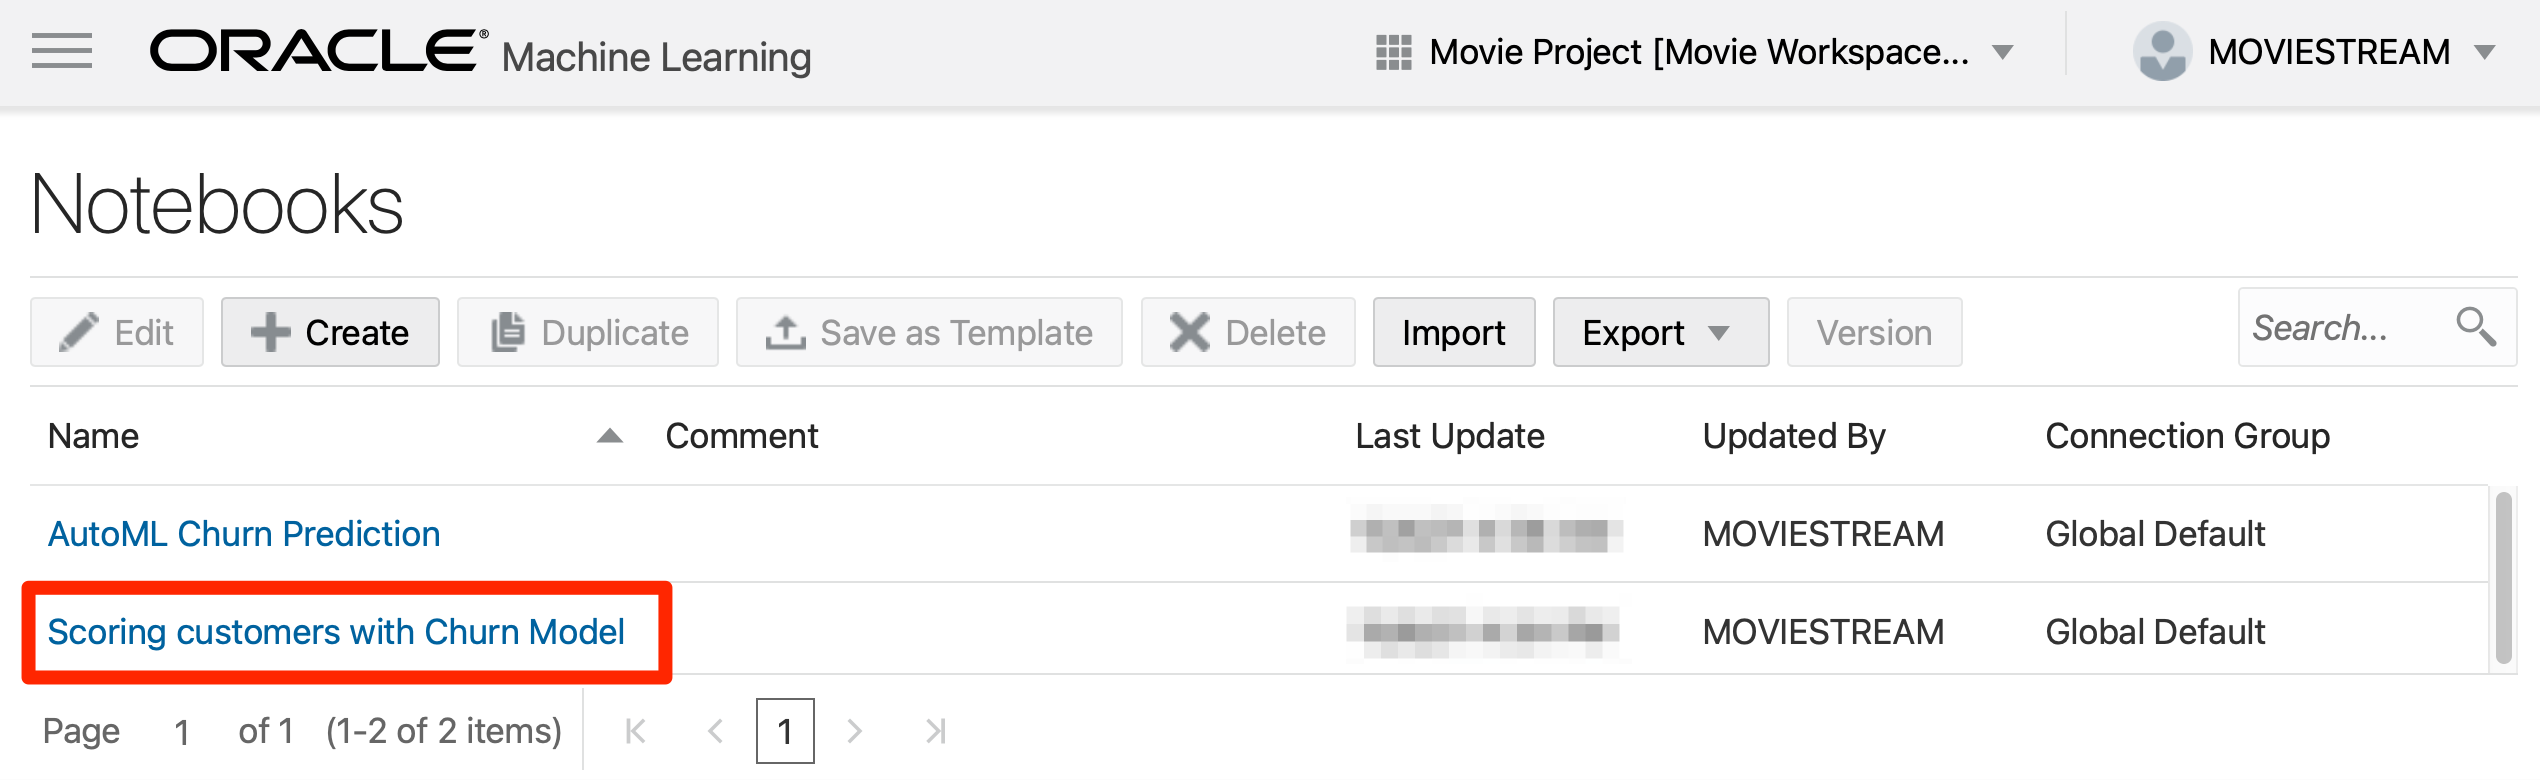 ORACLE® Machine Learning Movie Project [Movie Workspace... MOVIESTREAM
Notebooks
Edit Create Duplicate Save as Template Delete Import Export Version Search...
Name Comment Last Update Updated By Connection Group
AutoML Churn Prediction MOVIESTREAM Global Default
Scoring customers with Churn Model MOVIESTREAM Global Default
Page 1 of 1 (1-2 of 2 items) 1